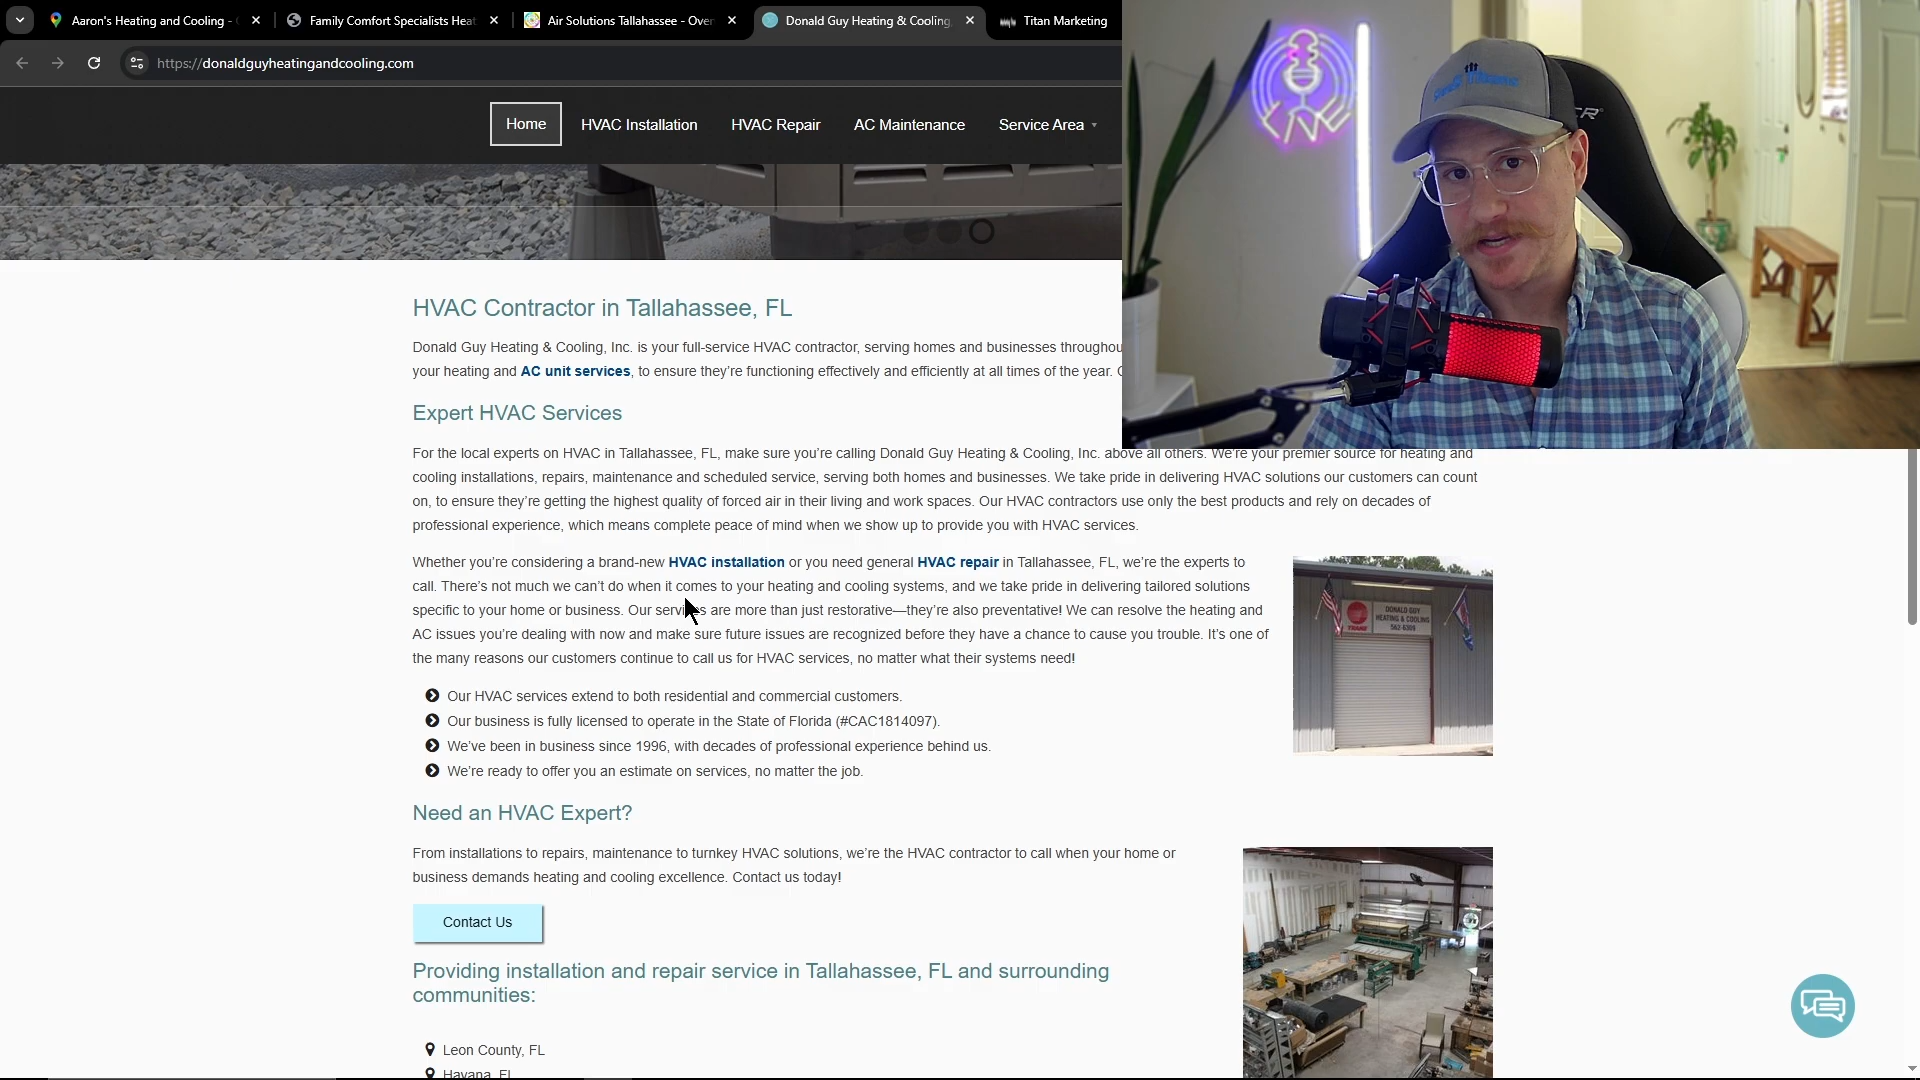 Aaron's Heating and Cooling -
Family Comfort Specialists Heat
Air Solutions Tallahassee - Over
Donald Guy Heating & Cooling,
Titan Marketing
https://donaldguyheatingandcooling.com
Home
HVAC Installation
HVAC Repair
AC Maintenance
Service Area
HVAC Contractor in Tallahassee, FL
Donald Guy Heating & Cooling, Inc. is your full-service HVAC contractor, serving homes and businesses throughou
your heating and AC unit services, to ensure they're functioning effectively and efficiently at all times of the year.
Expert HVAC Services
For the local experts on HVAC in Tallahassee, FL, make sure you're calling Donald Guy Heating & Cooling, Inc. above all others. We're your premier source for heating and
cooling installations, repairs, maintenance and scheduled service, serving both homes and businesses. We take pride in delivering HVAC solutions our customers can count
on, to ensure they're getting the highest quality of forced air in their living and work spaces. Our HVAC contractors use only the best products and rely on decades of
professional experience, which means complete peace of mind when we show up to provide you with HVAC services.
Whether you're considering a brand-new HVAC installation or you need general HVAC repair in Tallahassee, FL, we're the experts to
call. There's not much we can't do when it comes to your heating and cooling systems, and we take pride in delivering tailored solutions
specific to your home or business. Our services are more than just restorative—they're also preventative! We can resolve the heating and
AC issues you're dealing with now and make sure future issues are recognized before they have a chance to cause you trouble. It's one of
the many reasons our customers continue to call us for HVAC services, no matter what their systems need!
DONALD GUY
HEATING & COOLING
562-6309
Our HVAC services extend to both residential and commercial customers.
Our business is fully licensed to operate in the State of Florida (#CAC1814097).
We've been in business since 1996, with decades of professional experience behind us.
We're ready to offer you an estimate on services, no matter the job.
Need an HVAC Expert?
From installations to repairs, maintenance to turnkey HVAC solutions, we're the HVAC contractor to call when your home or
business demands heating and cooling excellence. Contact us today!
Contact Us
Providing installation and repair service in Tallahassee, FL and surrounding
communities:
Leon County, FL
Havana, FL